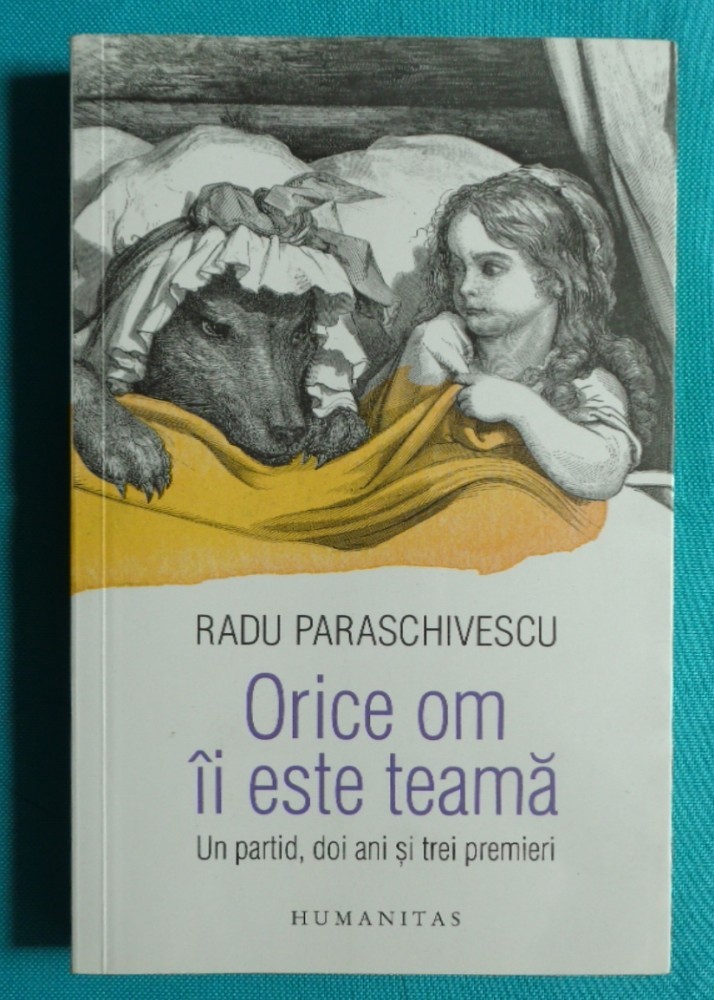 RADU PARASCHIVESCU
Orice om
îi este teamă
Un partid, doi ani și trei premieri
HUMANITAS